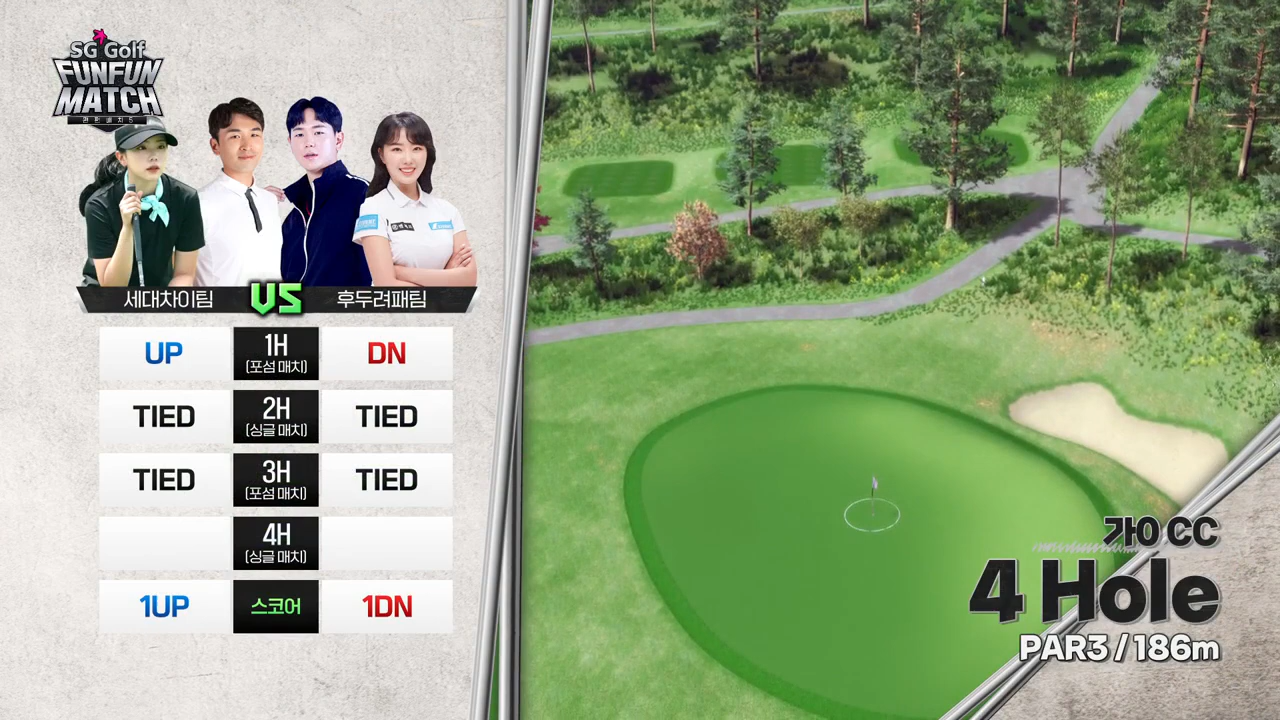 SG Golf
FUNFUN
MATCH
펀펀매치5
세대차이팀 VS 후두려패팀
UP 1H DN
(포섬 매치)
TIED 2H TIED
(싱글 매치)
TIED 3H TIED
(포섬 매치)
4H
(싱글 매치)
1UP 스코어 1DN
가O CC
4 Hole
PAR3 / 186m